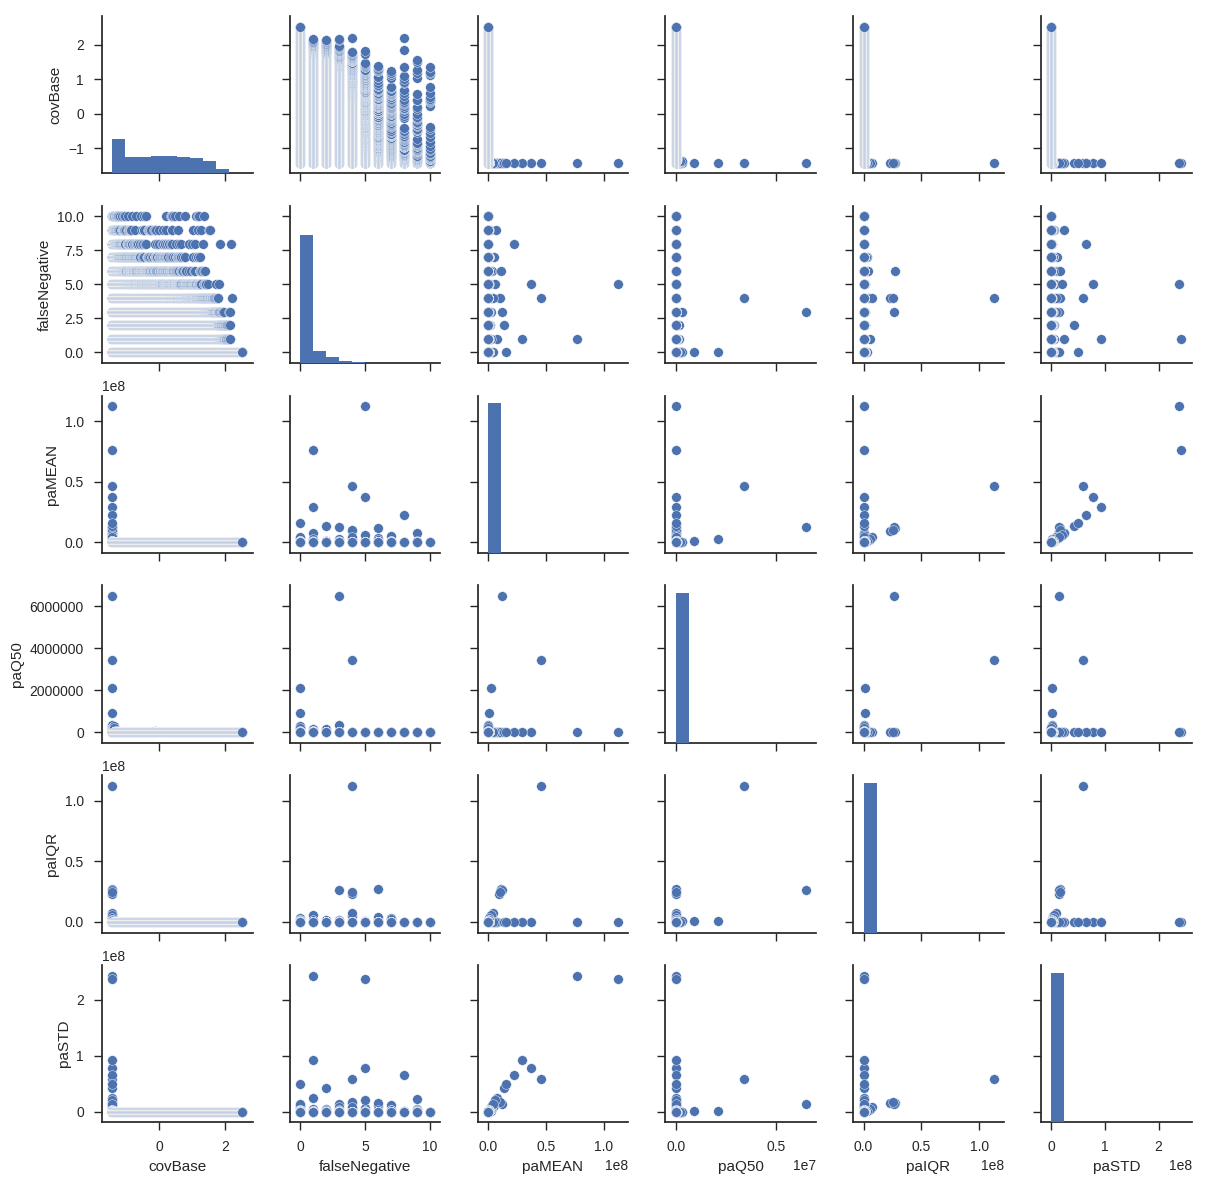 2
1
0
−1
covBase
10.0
7.5
5.0
2.5
0.0
falseNegative
1e8
1.0
0.5
0.0
paMEAN
6000000
4000000
2000000
0
paQ50
1e8
1.0
0.5
0.0
paIQR
1e8
2
1
0
paSTD
0 2
0 5 10
0.0 0.5 1.0
0.0 0.5
0.0 0.5 1.0
0 1 2
covBase
falseNegative
paMEAN 1e8
paQ50 1e7
paIQR 1e8
paSTD 1e8